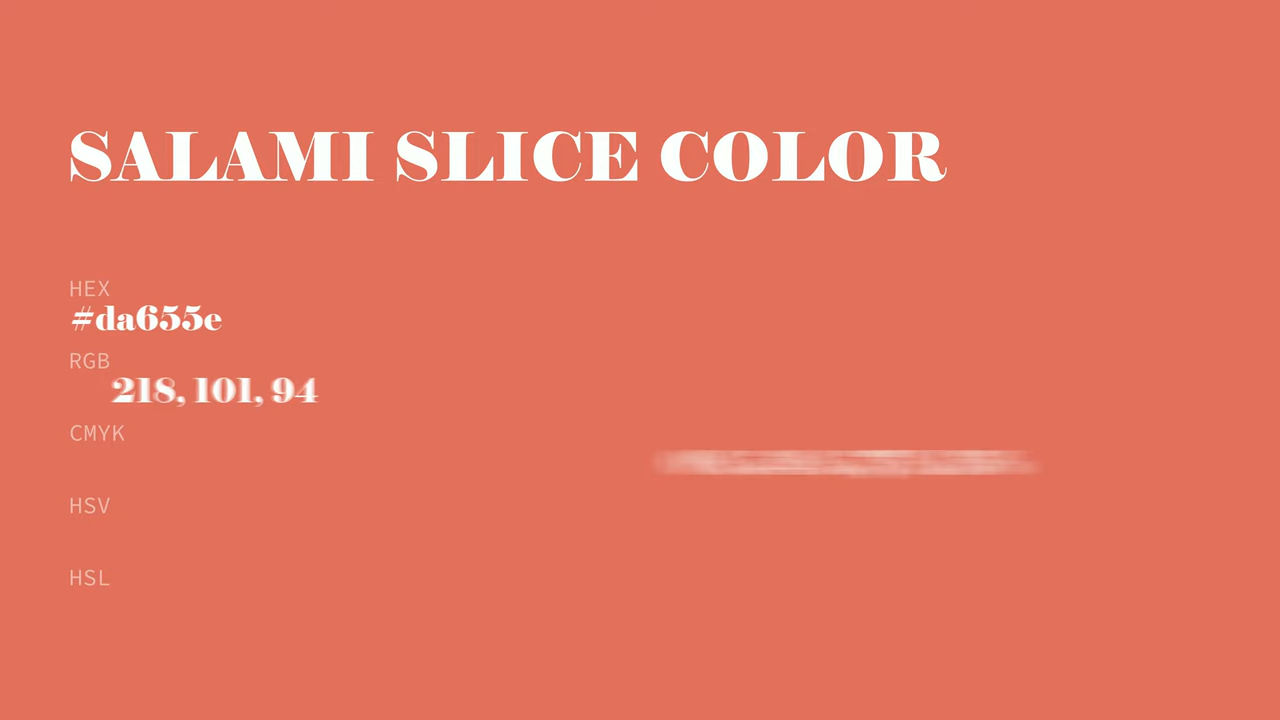 SALAMI SLICE COLOR
HEX
#da655e
RGB
218, 101, 94
CMYK
HSV
HSL